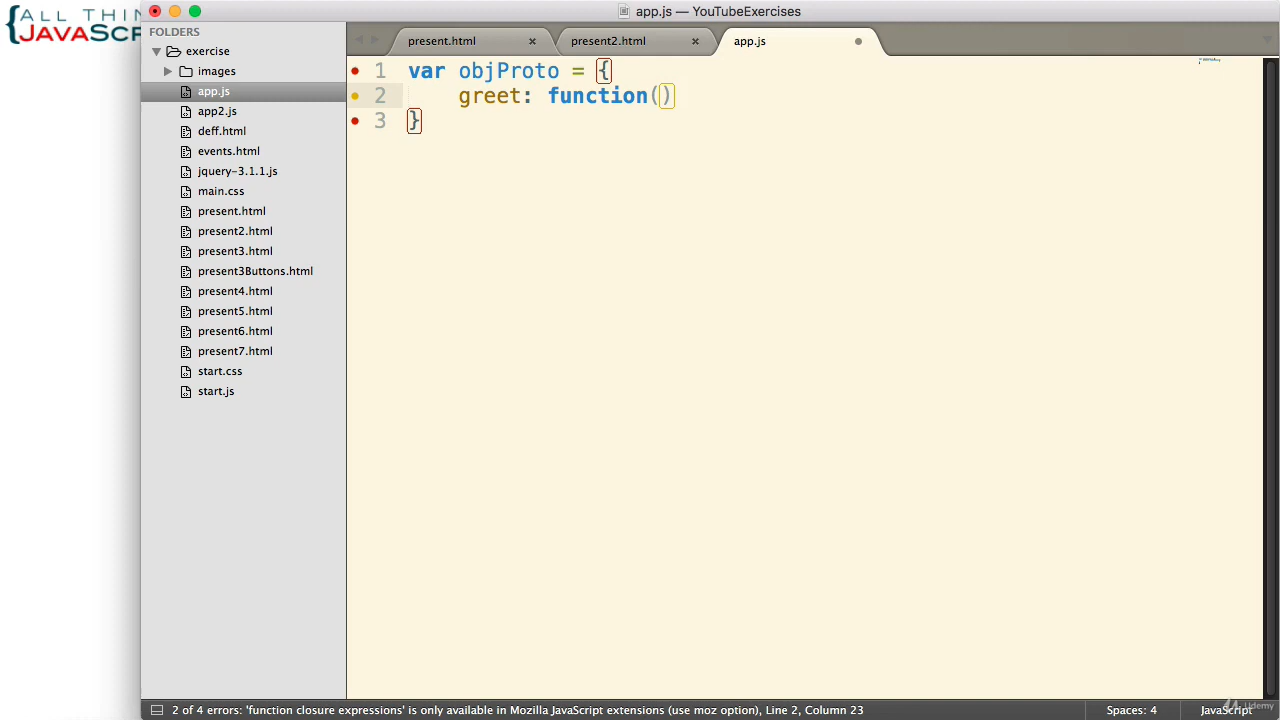 {ALL THIN
JAVASC
app.js — YouTubeExercises
FOLDERS
exercise
images
app.js
app2.js
deff.html
events.html
jquery-3.1.1.js
main.css
present.html
present2.html
present3.html
present3Buttons.html
present4.html
present5.html
present6.html
present7.html
start.css
start.js
present.html × present2.html × app.js
1 var objProto = {
2     greet: function()
3 }
2 of 4 errors: 'function closure expressions' is only available in Mozilla JavaScript extensions (use moz option), Line 2, Column 23 Spaces: 4 JavaScript
Udemy